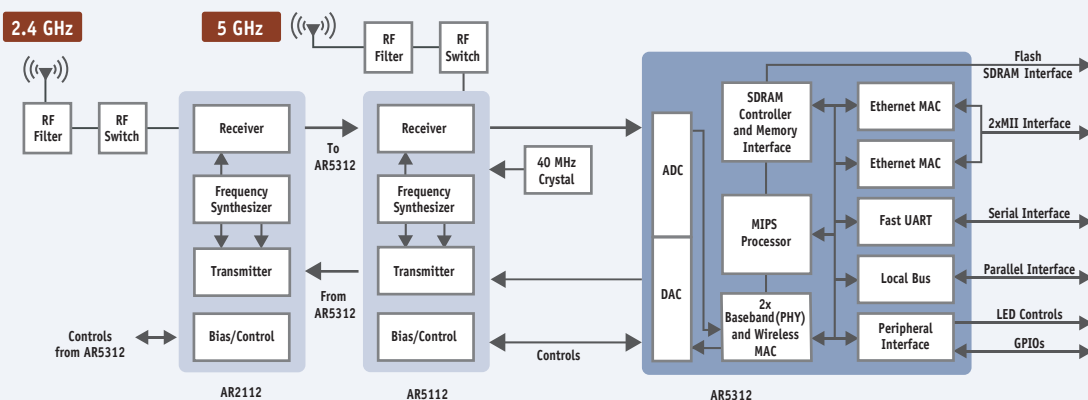 2.4 GHz
5 GHz
RF
Filter
RF
Switch
RF
Filter
RF
Switch
Receiver
Frequency
Synthesizer
Transmitter
Bias/Control
Controls
from AR5312
AR2112
To
AR5312
From
AR5312
Receiver
Frequency
Synthesizer
Transmitter
Bias/Control
AR5112
40 MHz
Crystal
Controls
ADC
DAC
SDRAM
Controller
and Memory
Interface
MIPS
Processor
2x
Baseband(PHY)
and Wireless
MAC
Ethernet MAC
Ethernet MAC
Fast UART
Local Bus
Peripheral
Interface
AR5312
Flash
SDRAM Interface
2xMII Interface
Serial Interface
Parallel Interface
LED Controls
GPIOs